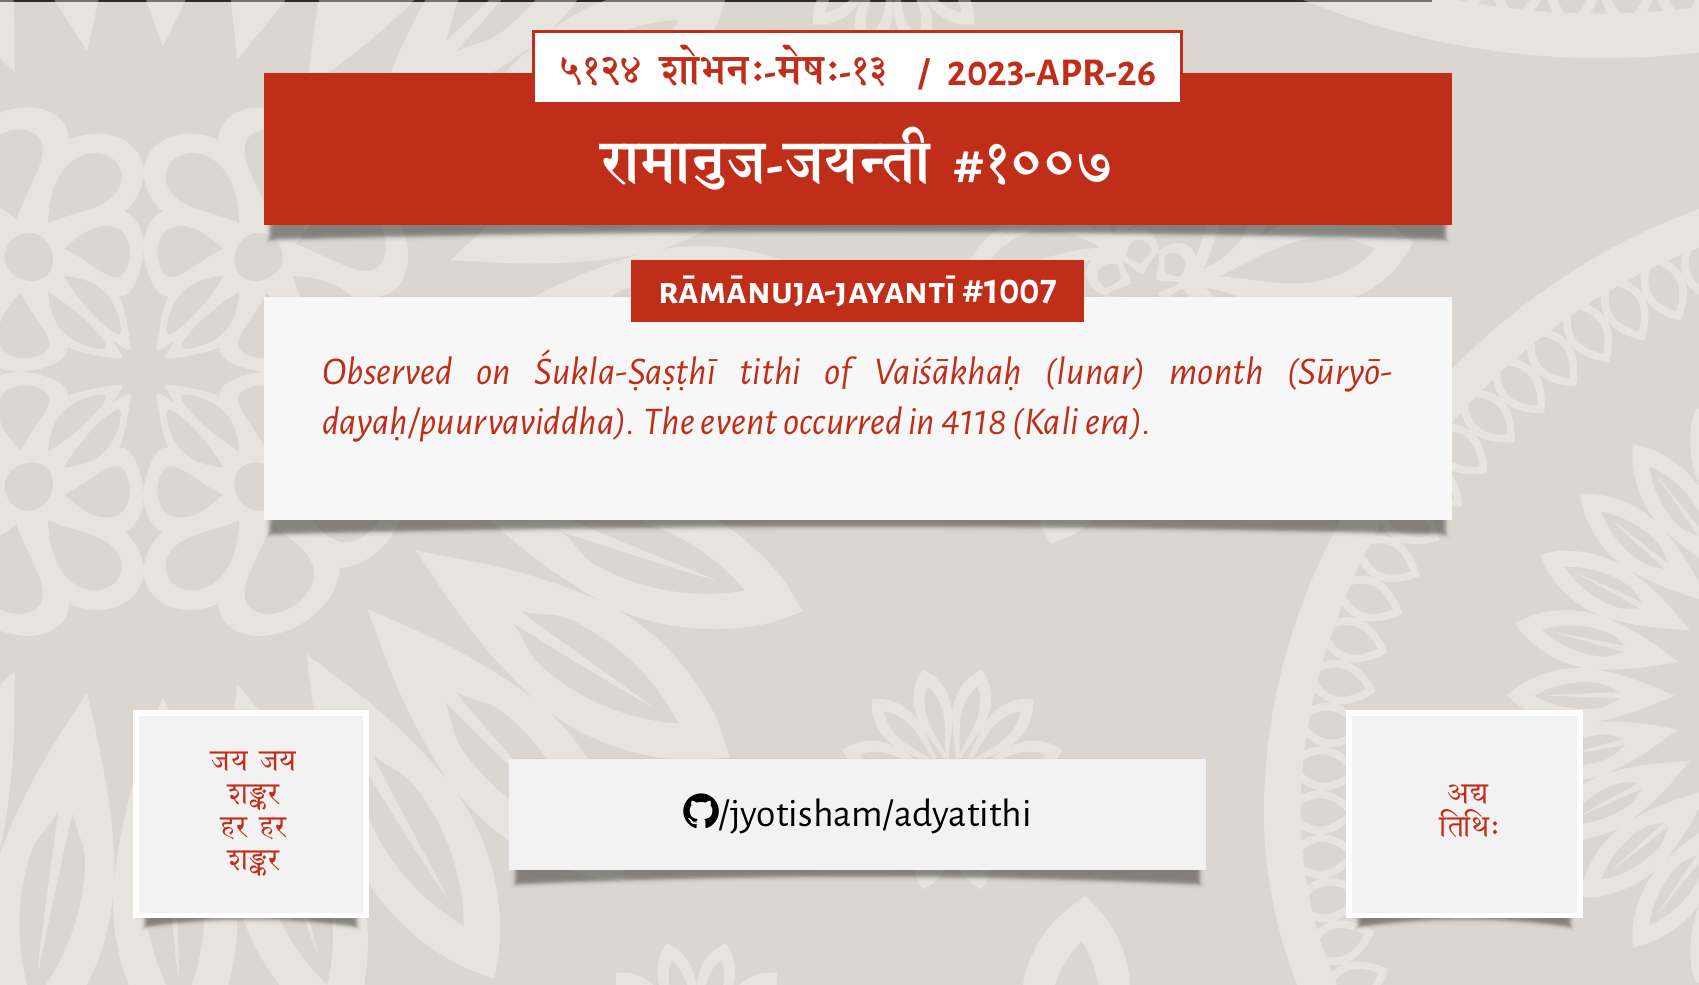 ५१२४ शोभनः-मेषः-१३ / 2023-APR-26
रामानुज-जयन्ती #१००७
RĀMĀNUJA-JAYANTĪ #1007
Observed on Śukla-Ṣaṣṭhī tithi of Vaiśākhaḥ (lunar) month (Sūryō-
dayaḥ/puurvaviddha). The event occurred in 4118 (Kali era).
जय जय
शङ्कर
हर हर
शङ्कर
/jyotisham/adyatithi
अद्य
तिथिः